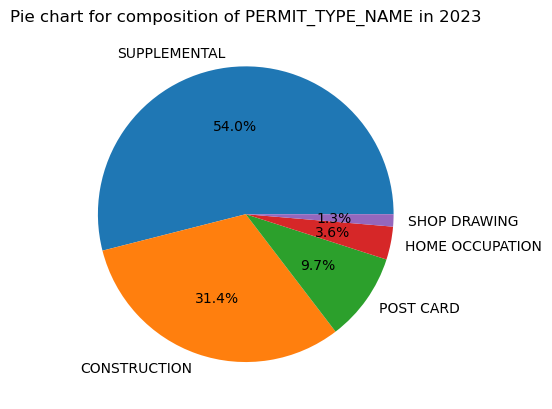 Pie chart for composition of PERMIT_TYPE_NAME in 2023
SUPPLEMENTAL
54.0%
1.3%
SHOP DRAWING
3.6%
HOME OCCUPATION
9.7%
31.4%
POST CARD
CONSTRUCTION